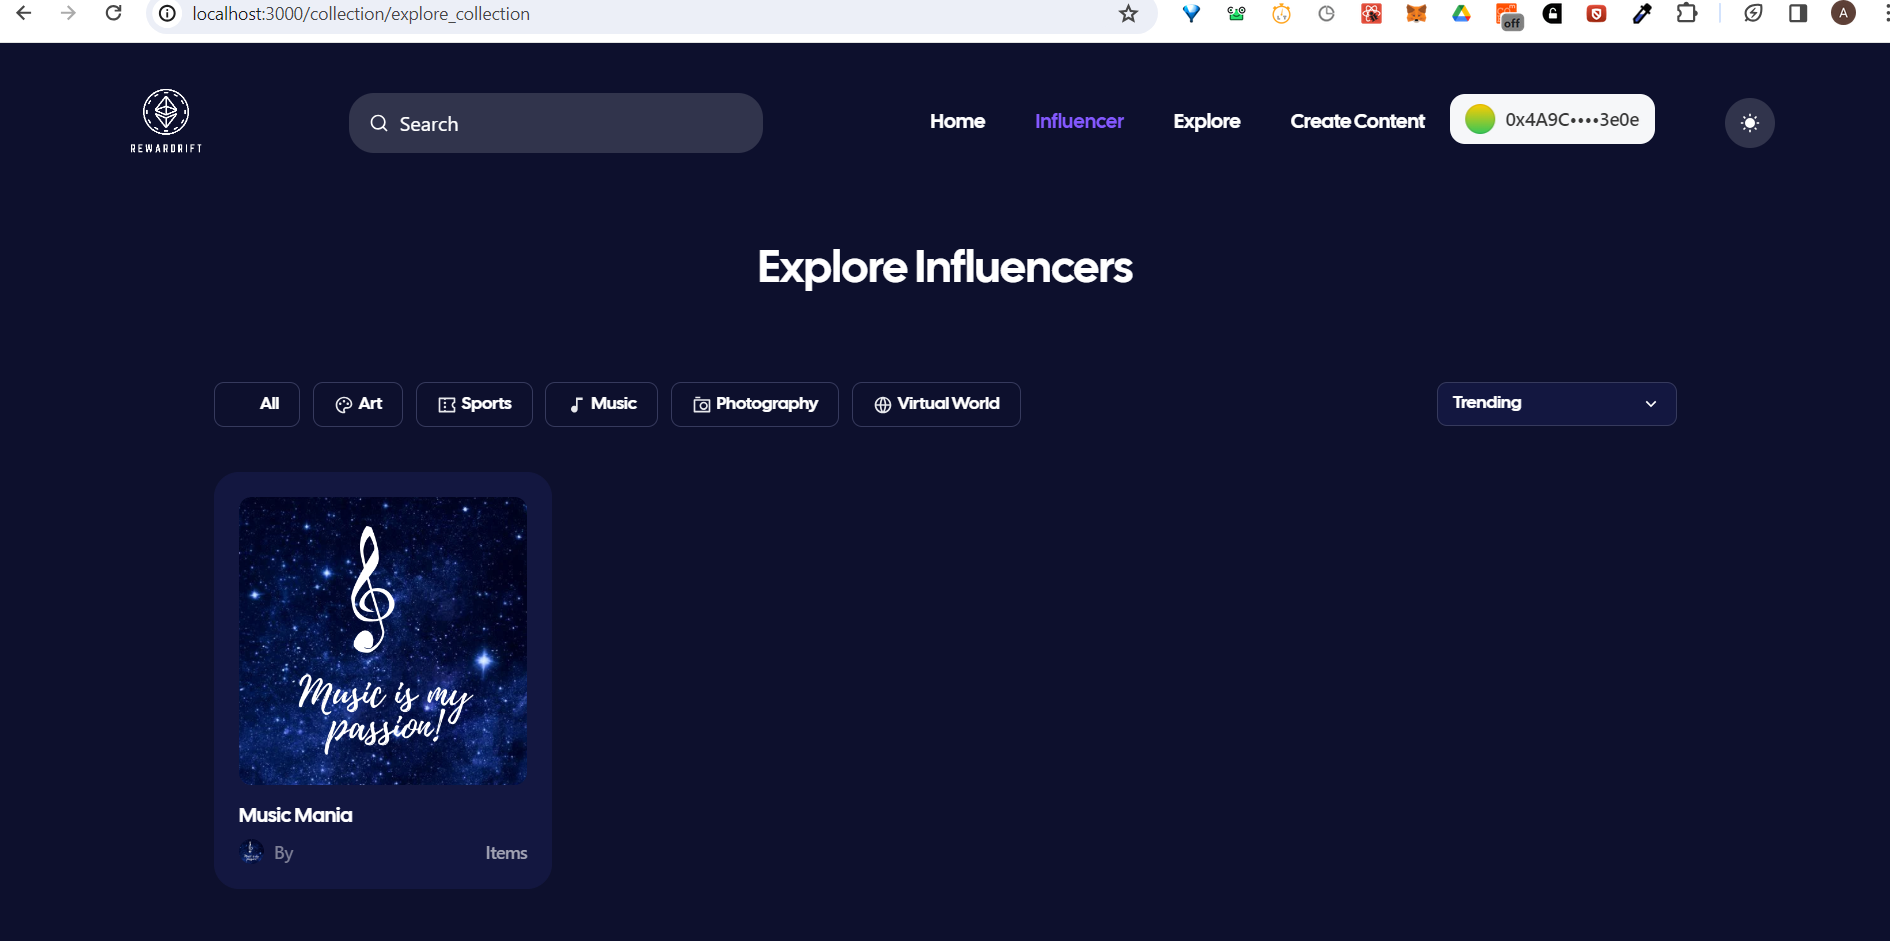 localhost:3000/collection/explore_collection
off
A
REWARDRIFT
Search
Home
Influencer
Explore
Create Content
0x4A9C••••3e0e
Explore Influencers
All
Art
Sports
Music
Photography
Virtual World
Trending
Music is my
passion!
Music Mania
By
Items